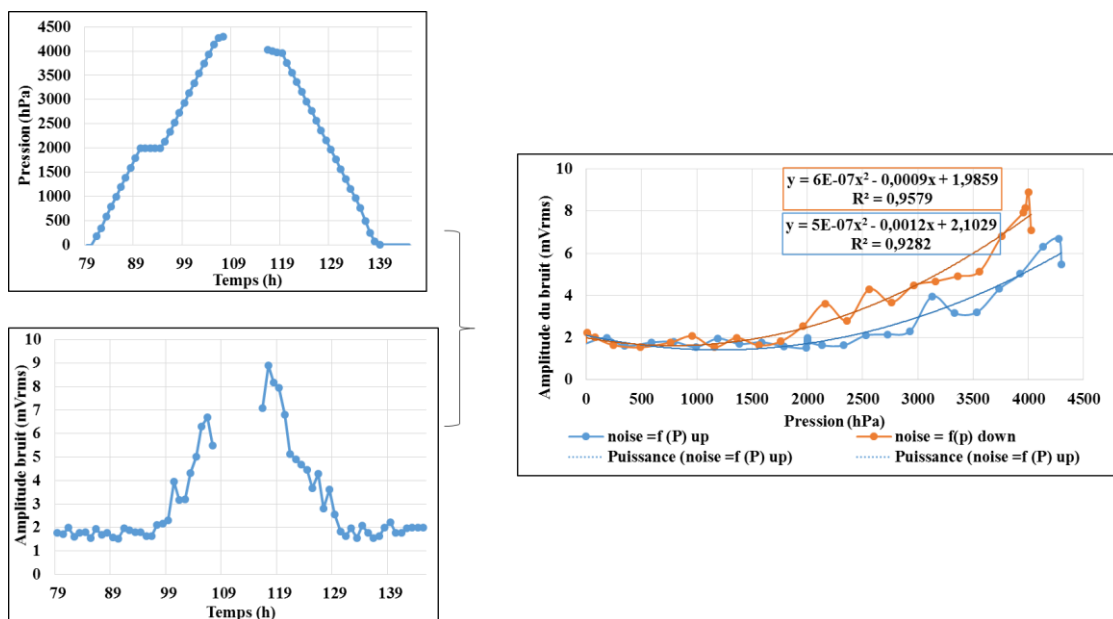 Pression (hPa)
4500
4000
3500
3000
2500
2000
1500
1000
500
0
79 89 99 109 119 129 139
Temps (h)
Amplitude bruit (mVrms)
10
9
8
7
6
5
4
3
2
1
0
79 89 99 109 119 129 139
Temps (h)
Amplitude du bruit (mVrms)
10
8
6
4
2
0
y = 6E-07x² - 0,0009x + 1,9859
R² = 0,9579
y = 5E-07x² - 0,0012x + 2,1029
R² = 0,9282
0 500 1000 1500 2000 2500 3000 3500 4000 4500
Pression (hPa)
noise =f (P) up
noise = f(p) down
Puissance (noise =f (P) up)
Puissance (noise =f (P) up)